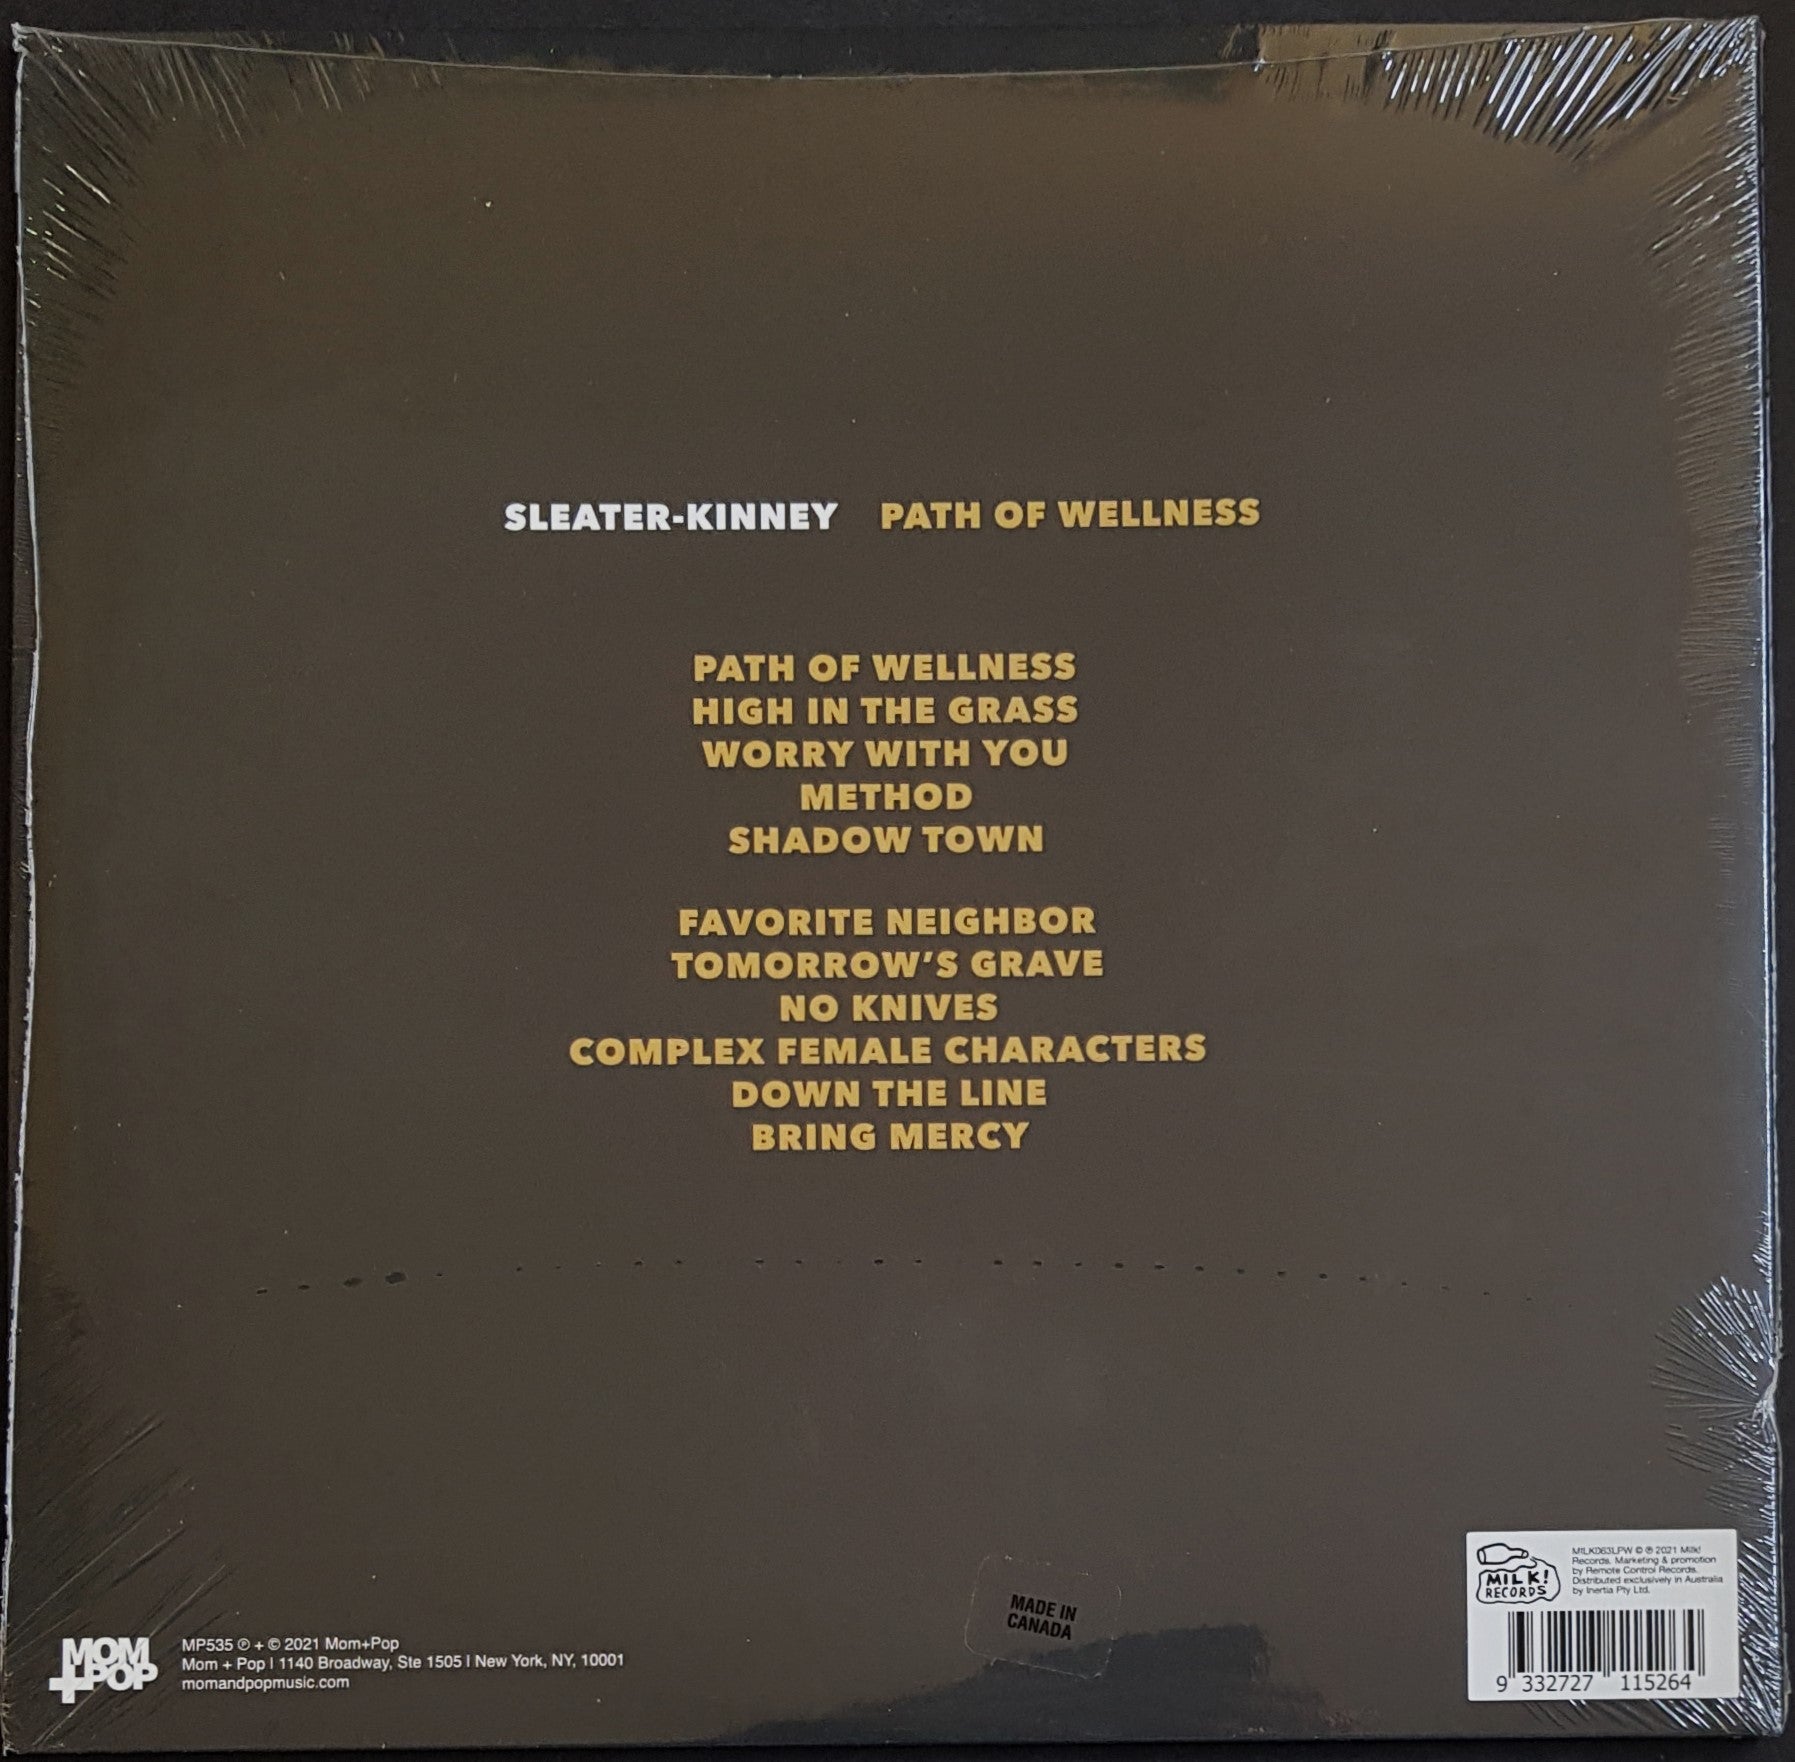 SLEATER-KINNEY PATH OF WELLNESS
PATH OF WELLNESS
HIGH IN THE GRASS
WORRY WITH YOU
METHOD
SHADOW TOWN
FAVORITE NEIGHBOR
TOMORROW'S GRAVE
NO KNIVES
COMPLEX FEMALE CHARACTERS
DOWN THE LINE
BRING MERCY
MOM
+POP
MP535 ℗ + © 2021 Mom+Pop
Mom + Pop | 1140 Broadway, Ste 1505 | New York, NY, 10001
momandpopmusic.com
MADE IN
CANADA
MILK!
RECORDS
MILK063LPW © ℗ 2021 Milk!
Records. Marketing & promotion
by Remote Control Records.
Distributed exclusively in Australia
by Inertia Pty Ltd.
9 332727 115264